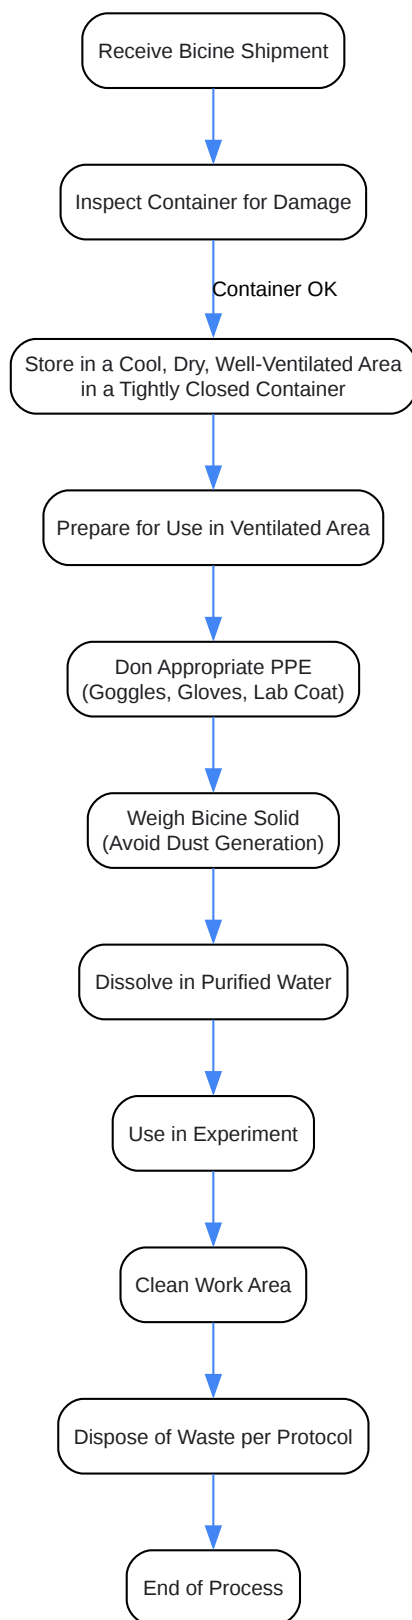 Receive Bicine Shipment
Inspect Container for Damage
Container OK
Store in a Cool, Dry, Well-Ventilated Area
in a Tightly Closed Container
Prepare for Use in Ventilated Area
Don Appropriate PPE
(Goggles, Gloves, Lab Coat)
Weigh Bicine Solid
(Avoid Dust Generation)
Dissolve in Purified Water
Use in Experiment
Clean Work Area
Dispose of Waste per Protocol
End of Process